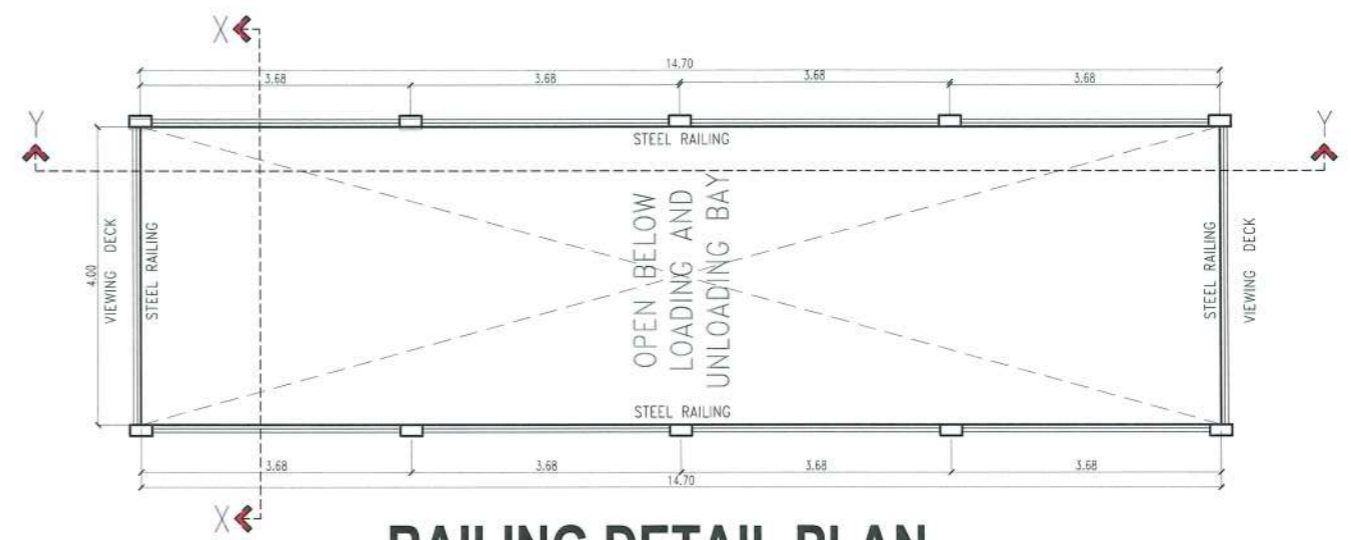 X
14.70
3.68
3.68
3.68
3.68
Y
Y
STEEL RAILING
4.00
VIEWING DECK
STEEL RAILING
OPEN BELOW
LOADING AND
UNLOADING BAY
STEEL RAILING
VIEWING DECK
STEEL RAILING
3.68
3.68
3.68
3.68
14.70
X
RAILING DETAIL PLAN